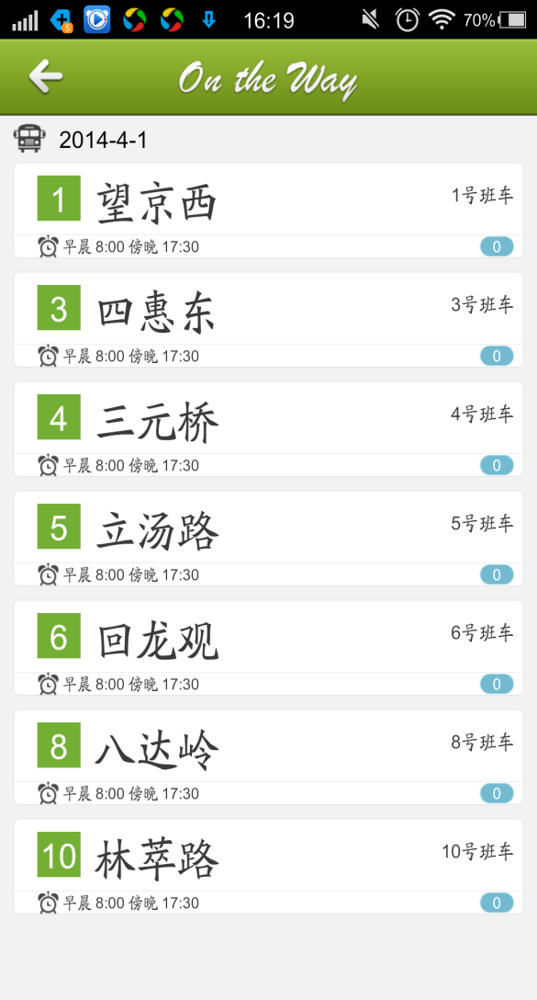 16:19 70%
5
On the Way
2014-4-1
1 望京西 1号班车
早晨 8:00 傍晚 17:30 0
3 四惠东 3号班车
早晨 8:00 傍晚 17:30 0
4 三元桥 4号班车
早晨 8:00 傍晚 17:30 0
5 立汤路 5号班车
早晨 8:00 傍晚 17:30 0
6 回龙观 6号班车
早晨 8:00 傍晚 17:30 0
8 八达岭 8号班车
早晨 8:00 傍晚 17:30 0
10 林萃路 10号班车
早晨 8:00 傍晚 17:30 0